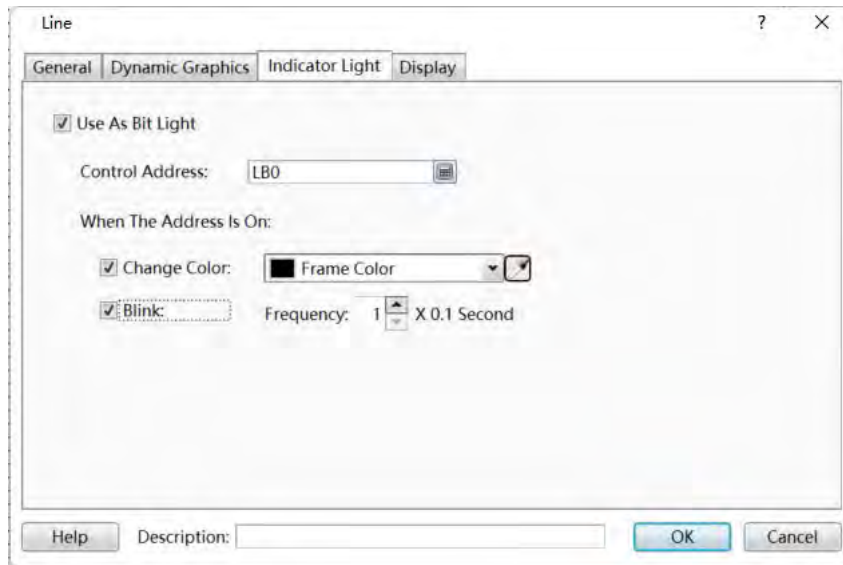 Line
General Dynamic Graphics Indicator Light Display
Use As Bit Light
Control Address: LB0
When The Address Is On:
Change Color: Frame Color
Blink: Frequency: 1 X 0.1 Second
Help Description: OK Cancel